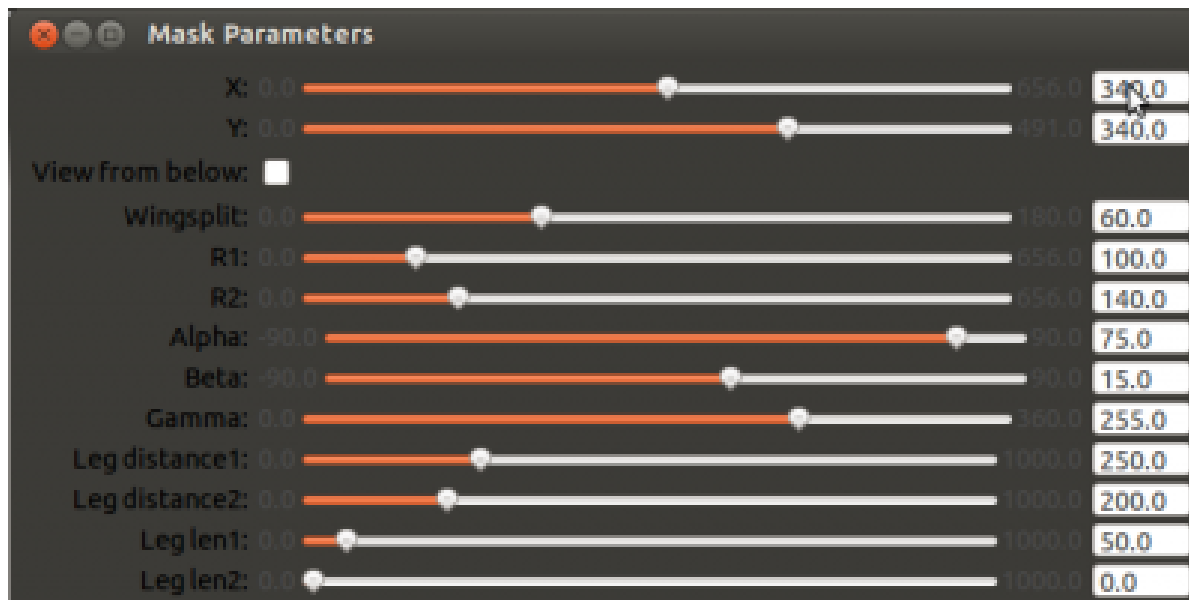 Mask Parameters
X: 0.0 656.0 340.0
Y: 0.0 491.0 340.0
View from below:
Wingsplit: 0.0 180.0 60.0
R1: 0.0 656.0 100.0
R2: 0.0 656.0 140.0
Alpha: -90.0 90.0 75.0
Beta: -90.0 90.0 15.0
Gamma: 0.0 360.0 255.0
Leg distance1: 0.0 1000.0 250.0
Leg distance2: 0.0 1000.0 200.0
Leg len1: 0.0 1000.0 50.0
Leg len2: 0.0 1000.0 0.0